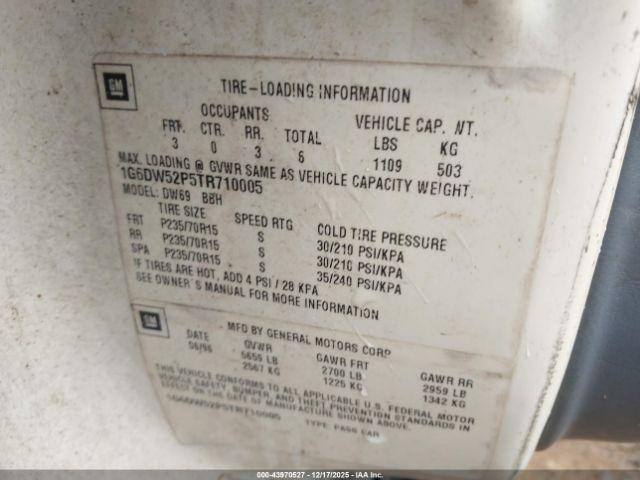 GM
TIRE-LOADING INFORMATION
OCCUPANTS VEHICLE CAP. WT.
FRT. CTR. RR. TOTAL LBS KG
3 0 3 6 1109 503
MAX. LOADING @ GVWR SAME AS VEHICLE CAPACITY WEIGHT.
1G6DW52P5TR710005
MODEL: DW69 BBH
TIRE SIZE SPEED RTG COLD TIRE PRESSURE
FRT P235/70R15 S 30/210 PSI/KPA
RR P235/70R15 S 30/210 PSI/KPA
SPA P235/70R15 S 35/240 PSI/KPA
IF TIRES ARE HOT, ADD 4 PSI / 28 KPA
SEE OWNER'S MANUAL FOR MORE INFORMATION
GM
MFD BY GENERAL MOTORS CORP
DATE GVWR GAWR FRT GAWR RR
06/96 5659 LB 2700 LB 2959 LB
2567 KG 1225 KG 1342 KG
THIS VEHICLE CONFORMS TO ALL APPLICABLE U.S. FEDERAL MOTOR
VEHICLE SAFETY, BUMPER, AND THEFT PREVENTION STANDARDS IN
EFFECT ON THE DATE OF MANUFACTURE SHOWN ABOVE.
1G6DW52P5TR710005 TYPE: PASS CAR
000-43970527 - 12/17/2025 - IAAI.COM